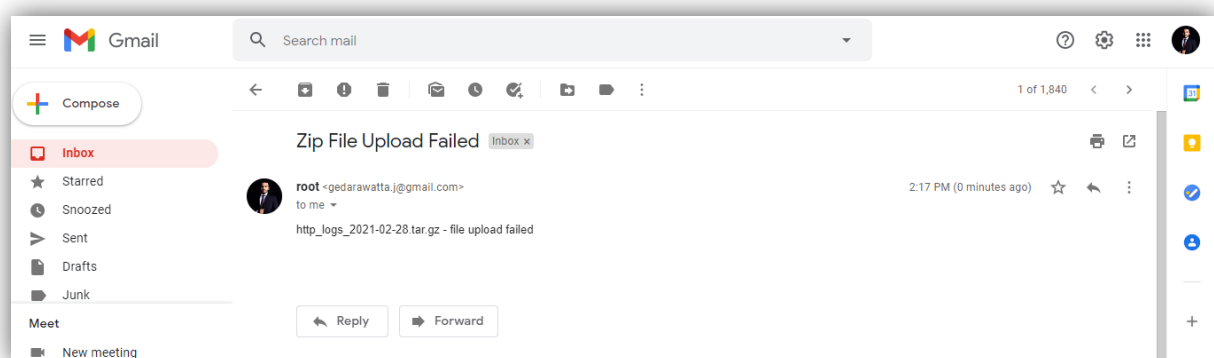 Gmail
Search mail
Compose
1 of 1,840
31
Inbox
Starred
Snoozed
Sent
Drafts
Junk
Meet
New meeting
Zip File Upload Failed Inbox x
root <gedarawatta.j@gmail.com> 2:17 PM (0 minutes ago)
to me
http_logs_2021-02-28.tar.gz - file upload failed
Reply Forward